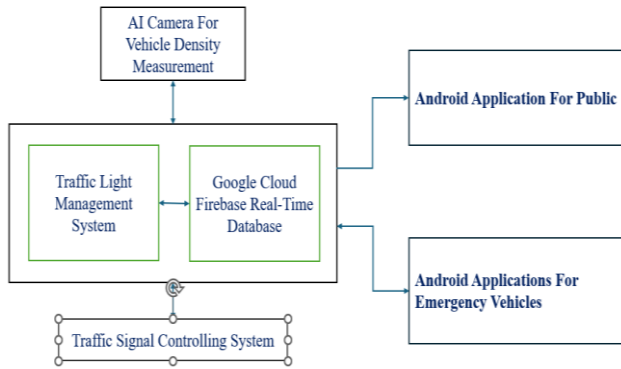 AI Camera For
Vehicle Density
Measurement
Android Application For Public
Traffic Light
Management
System
Google Cloud
Firebase Real-Time
Database
Android Applications For
Emergency Vehicles
Traffic Signal Controlling System